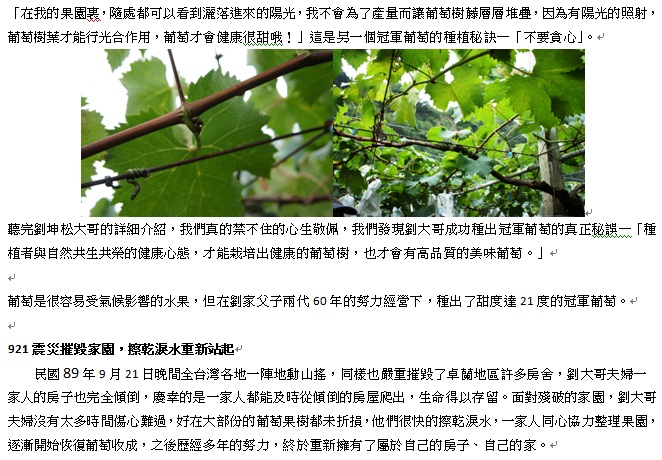 「在我的果園裏，隨處都可以看到灑落進來的陽光，我不會為了產量而讓葡萄樹藤層層堆疊，因為有陽光的照射，
葡萄樹葉才能行光合作用，葡萄才會健康很甜哦！」這是另一個冠軍葡萄的種植秘訣—「不要貪心」。
聽完劉坤松大哥的詳細介紹，我們真的禁不住的心生敬佩，我們發現劉大哥成功種出冠軍葡萄的真正秘誤—「種
植者與自然共生共榮的健康心態，才能栽培出健康的葡萄樹，也才會有高品質的美味葡萄。」
葡萄是很容易受氣候影響的水果，但在劉家父子兩代 60 年的努力經營下，種出了甜度達 21 度的冠軍葡萄。
921 震災摧毀家園，擦乾淚水重新站起
民國 89 年 9 月 21 日晚間全台灣各地一陣地動山搖，同樣也嚴重摧毀了卓蘭地區許多房舍，劉大哥夫婦一
家人的房子也完全傾倒，慶幸的是一家人都能及時從傾倒的房屋爬出，生命得以存留。面對殘破的家園，劉大哥
夫婦沒有太多時間傷心難過，好在大部份的葡萄果樹都未折損，他們很快的擦乾淚水，一家人同心協力整理果園，
逐漸開始恢復葡萄收成，之後歷經多年的努力，終於重新擁有了屬於自己的房子、自己的家。